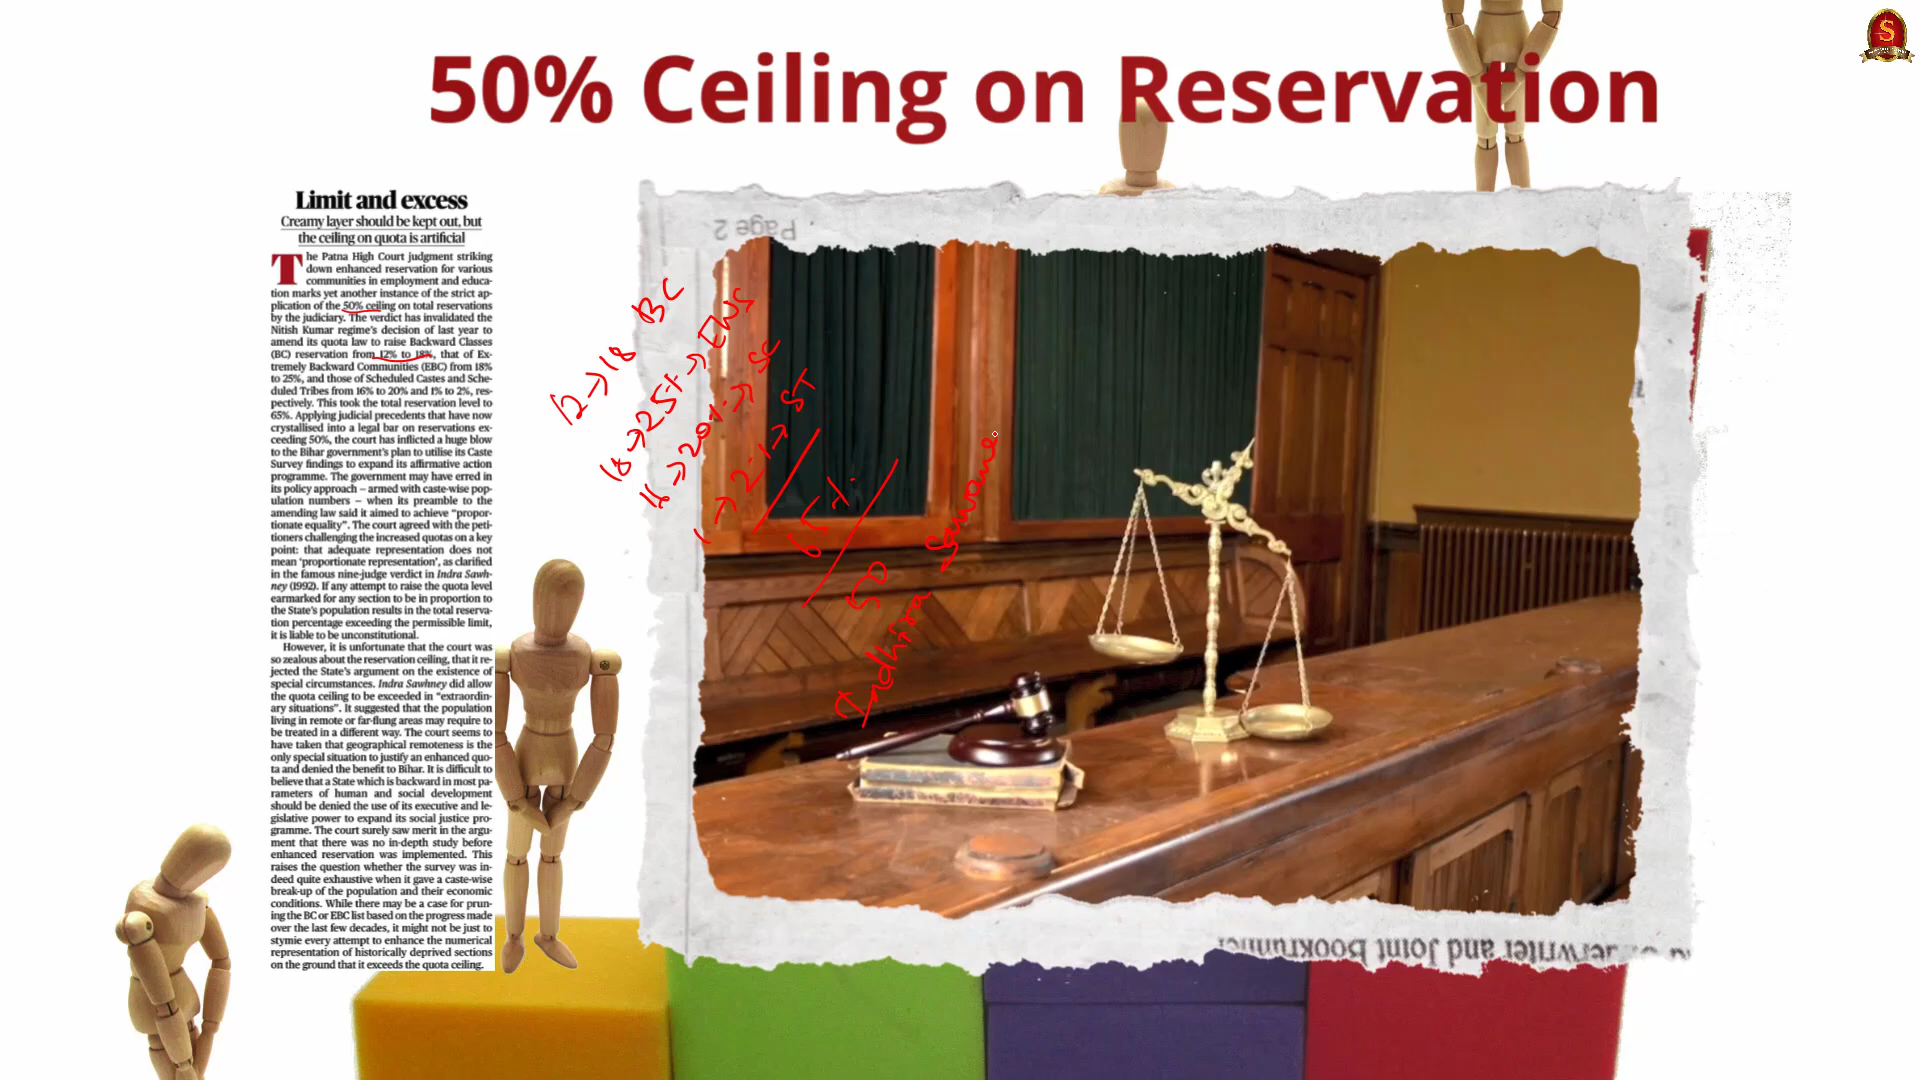 50% Ceiling on Reservation
S
Limit and excess
Creamy layer should be kept out, but
the ceiling on quota is artificial
The Patna High Court judgment striking
down enhanced reservation for various
communities in employment and educa-
tion marks yet another instance of the strict ap-
plication of the 50% ceiling on total reservations
by the judiciary. The verdict has invalidated the
Nitish Kumar regime's decision of last year to
amend its quota law to raise Backward Classes
(BC) reservation from 12% to 18%, that of Ex-
tremely Backward Communities (EBC) from 18%
to 25%, and those of Scheduled Castes and Sche-
duled Tribes from 16% to 20% and 1% to 2%, res-
pectively. This took the total reservation level to
65%. Applying judicial precedents that have now
crystallised into a legal bar on reservations ex-
ceeding 50%, the court has inflicted a huge blow
to the Bihar government's plan to utilise its Caste
Survey findings to expand its affirmative action
programme. The government may have erred in
its policy approach – armed with caste-wise pop-
ulation numbers – when its preamble to the
amending law said it aimed to achieve "propor-
tionate equality". The court agreed with the peti-
tioners challenging the increased quotas on a key
point: that adequate representation does not
mean 'proportionate representation', as clarified
in the famous nine-judge verdict in Indra Sawh-
ney (1992). If any attempt to raise the quota level
earmarked for any section to be in proportion to
the State's population results in the total reserva-
tion percentage exceeding the permissible limit,
it is liable to be unconstitutional.
However, it is unfortunate that the court was
so zealous about the reservation ceiling, that it re-
jected the State's argument on the existence of
special circumstances. Indra Sawhney did allow
the quota ceiling to be exceeded in "extraordin-
ary situations". It suggested that the population
living in remote or far-flung areas may require to
be treated in a different way. The court seems to
have taken that geographical remoteness is the
only special situation to justify an enhanced quo-
ta and denied the benefit to Bihar. It is difficult to
believe that a State which is backward in most pa-
rameters of human and social development
should be denied the use of its executive and le-
gislative power to expand its social justice pro-
gramme. The court surely saw merit in the argu-
ment that there was no in-depth study before
enhanced reservation was implemented. This
raises the question whether the survey was in-
deed quite exhaustive when it gave a caste-wise
break-up of the population and their economic
conditions. While there may be a case for prun-
ing the BC or EBC list based on the progress made
over the last few decades, it might not be just to
stymie every attempt to enhance the numerical
representation of historically deprived sections
on the ground that it exceeds the quota ceiling.
Page 2
12→18 BC
18→25%→EWS
16→20%→SC
1→2%→ST
65%
50
Indhira Sawane
erwriter and Joint Bookrunner